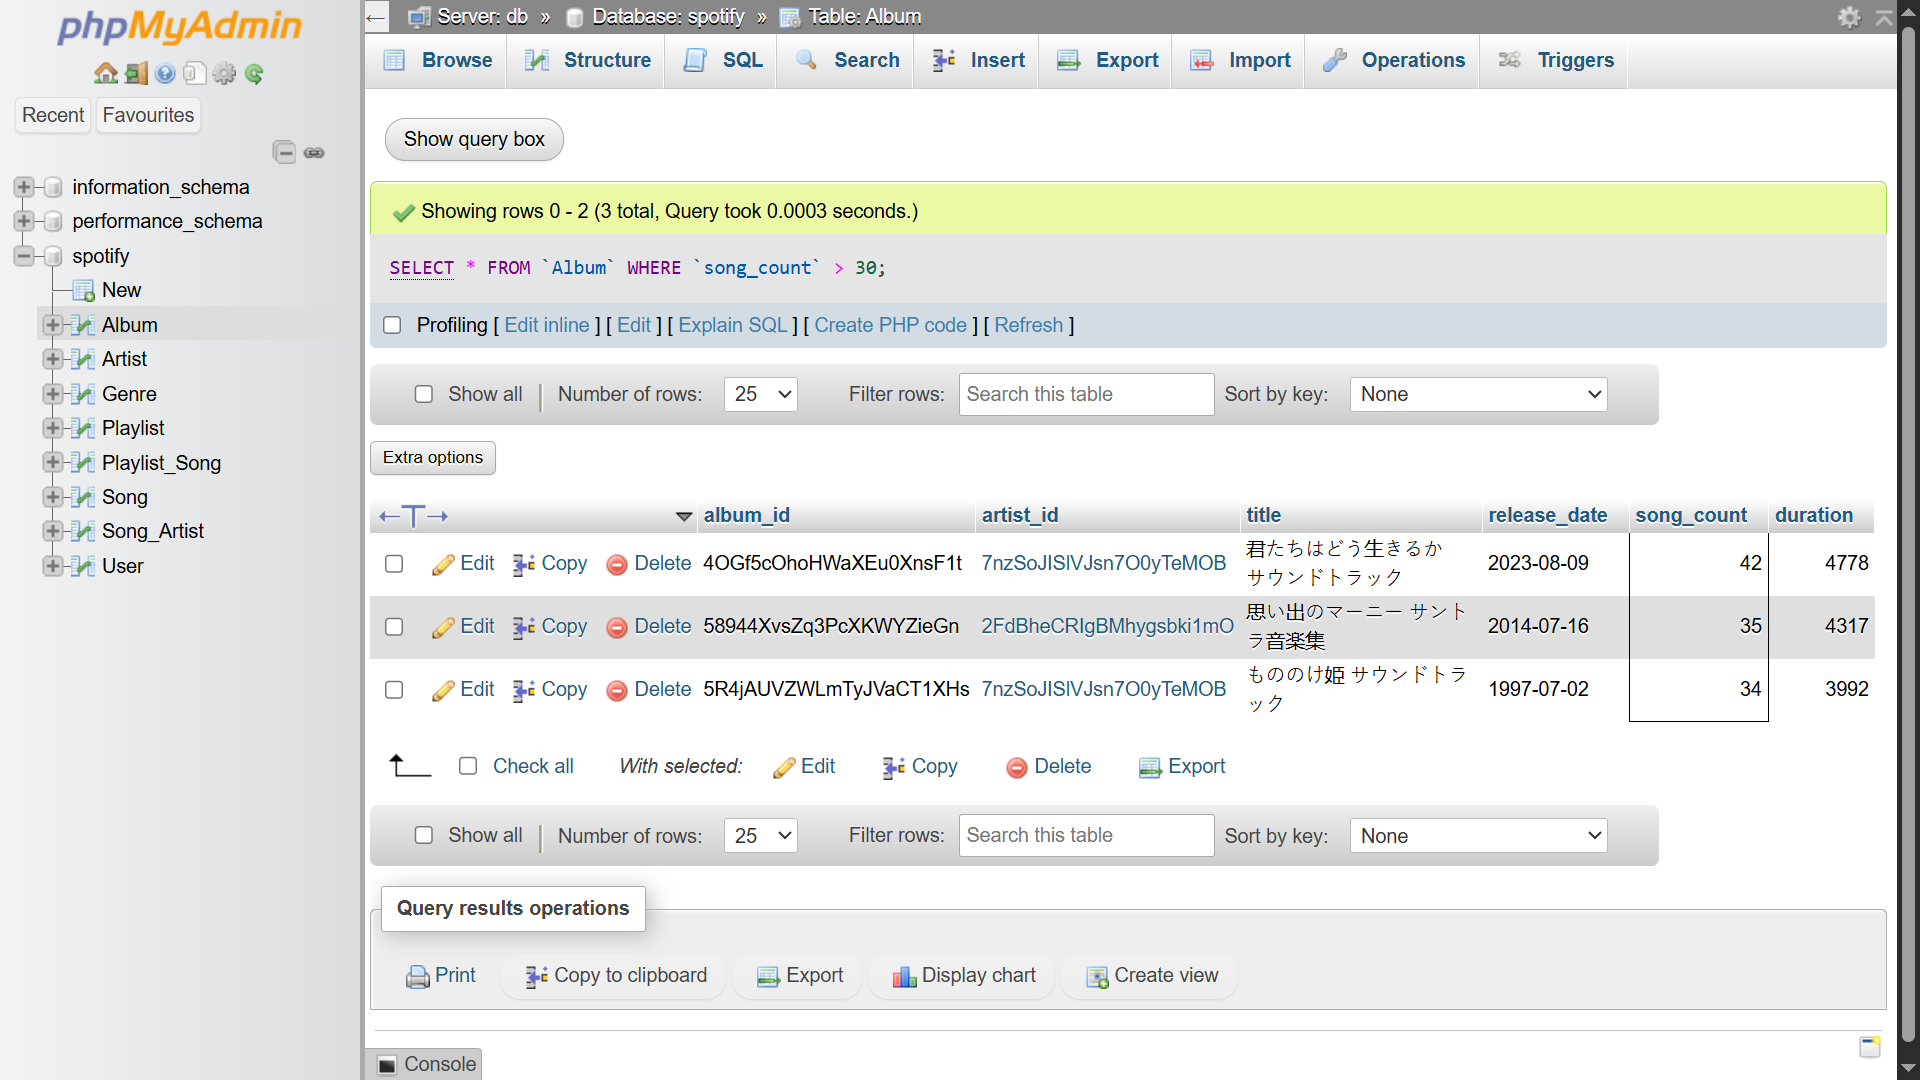 phpMyAdmin
Recent Favourites
information_schema
performance_schema
spotify
New
Album
Artist
Genre
Playlist
Playlist_Song
Song
Song_Artist
User
Server: db » Database: spotify » Table: Album
Browse Structure SQL Search Insert Export Import Operations Triggers
Show query box
Showing rows 0 - 2 (3 total, Query took 0.0003 seconds.)
SELECT * FROM `Album` WHERE `song_count` > 30;
Profiling [ Edit inline ] [ Edit ] [ Explain SQL ] [ Create PHP code ] [ Refresh ]
Show all Number of rows: 25 Filter rows: Search this table Sort by key: None
Extra options
album_id artist_id title release_date song_count duration
Edit Copy Delete 4OGf5cOhoHWaXEu0XnsF1t 7nzSoJISlVJsn7O0yTeMOB 君たちはどう生きるか 2023-08-09 42 4778
サウンドトラック
Edit Copy Delete 58944XvsZq3PcXKWYZieGn 2FdBheCRIgBMhygsbki1mO 思い出のマーニー サント 2014-07-16 35 4317
ラ音楽集
Edit Copy Delete 5R4jAUVZWLmTyJVaCT1XHs 7nzSoJISlVJsn7O0yTeMOB もののけ姫 サウンドトラ 1997-07-02 34 3992
ック
Check all With selected: Edit Copy Delete Export
Show all Number of rows: 25 Filter rows: Search this table Sort by key: None
Query results operations
Print Copy to clipboard Export Display chart Create view
Console